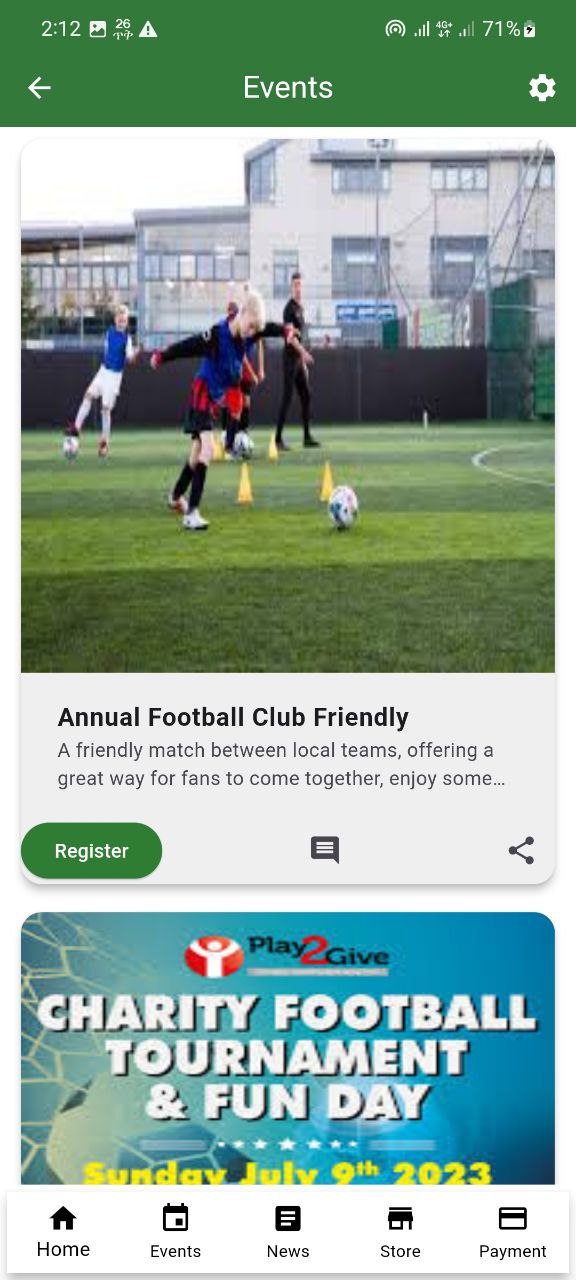 2:12
26
ጥቅ
4G+
71%
Events
Annual Football Club Friendly
A friendly match between local teams, offering a
great way for fans to come together, enjoy some...
Register
Play2Give
CHARITY FOOTBALL
TOURNAMENT
& FUN DAY
Sunday July 9th 2023
Home
Events
News
Store
Payment